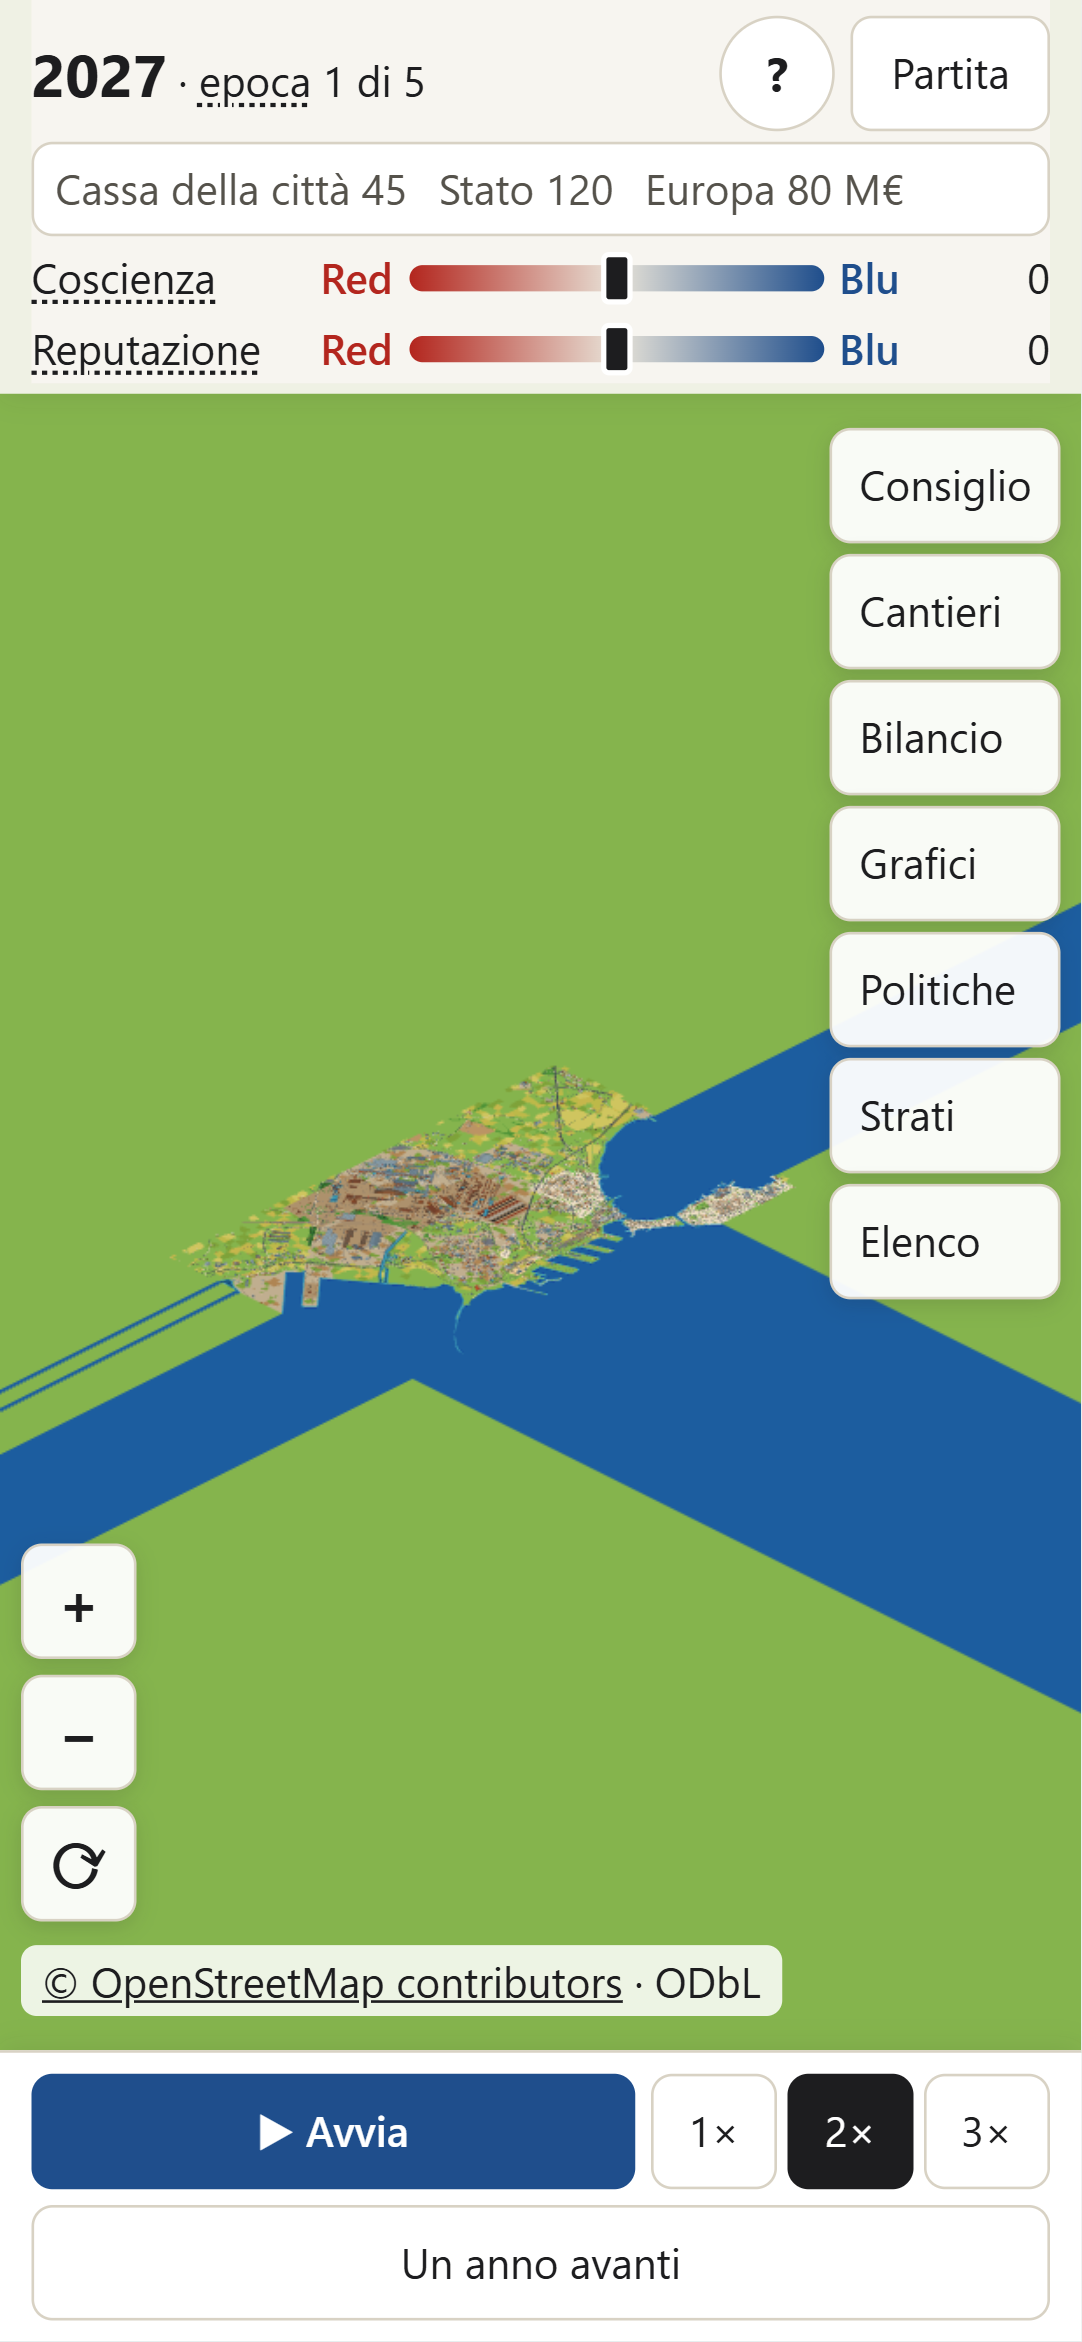 2027 · epoca 1 di 5
?
Partita
Cassa della città 45 Stato 120 Europa 80 M€
Coscienza Red Blu 0
Reputazione Red Blu 0
Consiglio
Cantieri
Bilancio
Grafici
Politiche
Strati
Elenco
+
−
⟳
© OpenStreetMap contributors · ODbL
▶ Avvia
1×
2×
3×
Un anno avanti